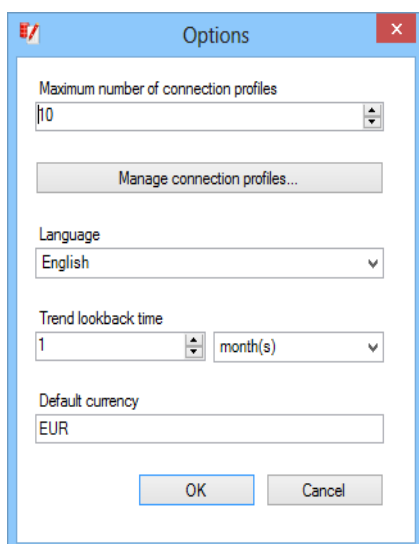 Options
Maximum number of connection profiles
10
Manage connection profiles...
Language
English
Trend lookback time
1 month(s)
Default currency
EUR
OK Cancel